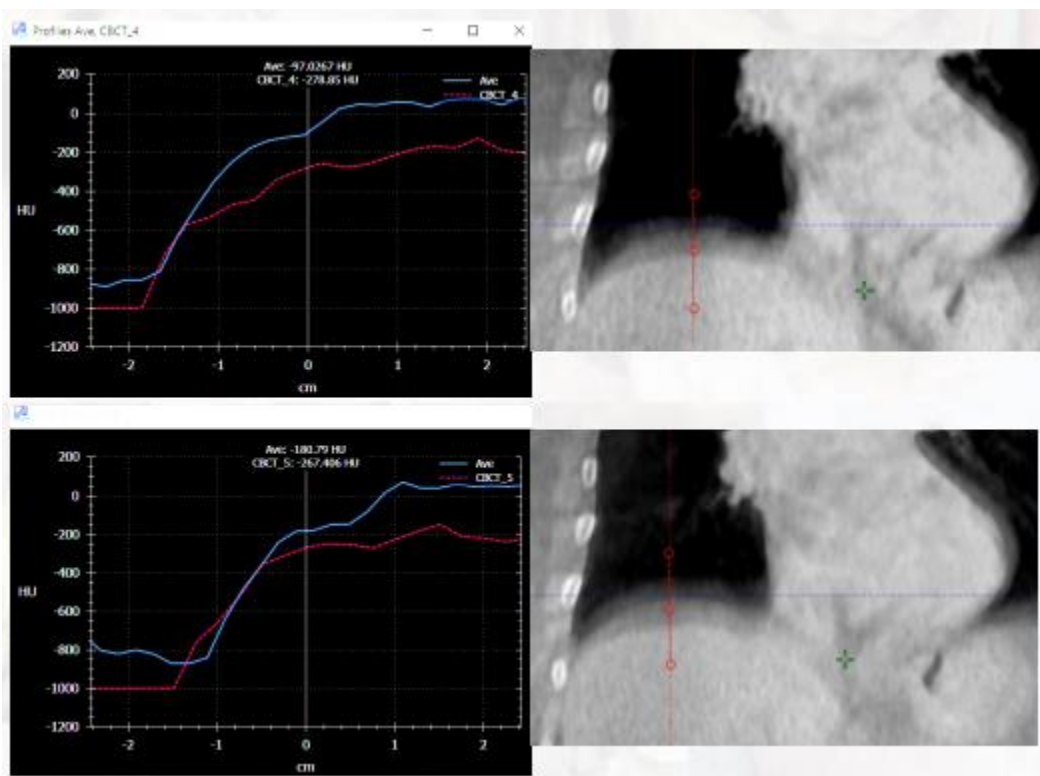 Profiles Ave, CBCT_4
Ave: -97.0267 HU
CBCT_4: -278.85 HU
Ave
CBCT_4
200
0
-200
-400
-600
-800
-1000
-1200
HU
-2
-1
0
1
2
cm
Ave: -180.79 HU
CBCT_5: -267.406 HU
Ave
CBCT_5
200
0
-200
-400
-600
-800
-1000
-1200
HU
-2
-1
0
1
2
cm